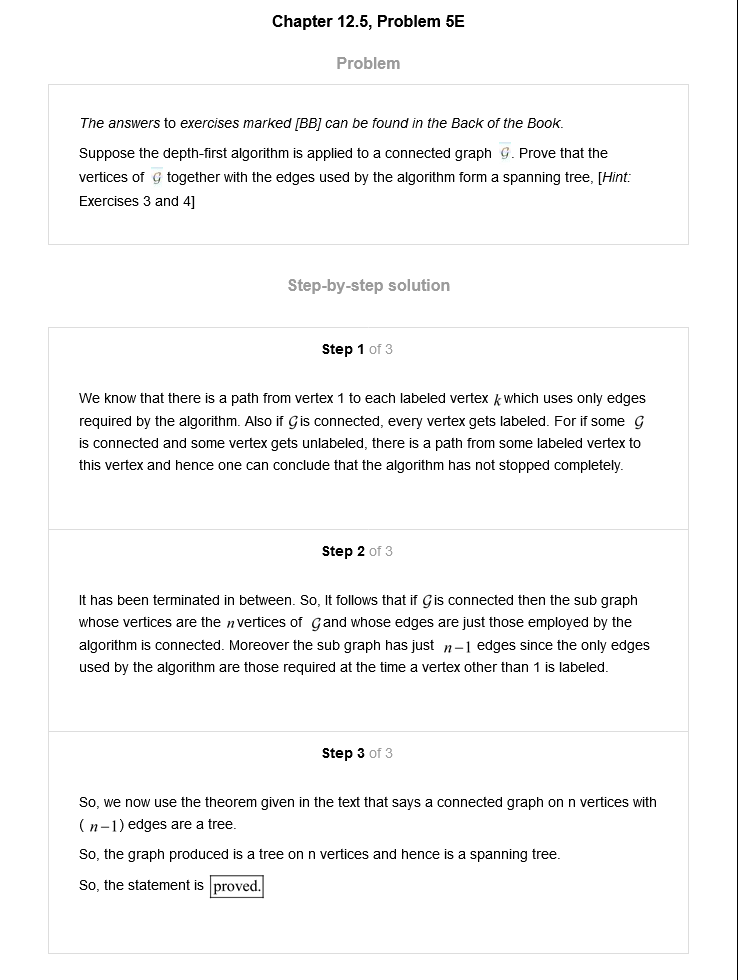 Chapter 12.5, Problem 5E
Problem
The answers to exercises marked [BB] can be found in the Back of the Book.
Suppose the depth-first algorithm is applied to a connected graph 𝒢. Prove that the
vertices of 𝒢 together with the edges used by the algorithm form a spanning tree, [Hint:
Exercises 3 and 4]
Step-by-step solution
Step 1 of 3
We know that there is a path from vertex 1 to each labeled vertex k which uses only edges
required by the algorithm. Also if 𝒢 is connected, every vertex gets labeled. For if some 𝒢
is connected and some vertex gets unlabeled, there is a path from some labeled vertex to
this vertex and hence one can conclude that the algorithm has not stopped completely.
Step 2 of 3
It has been terminated in between. So, It follows that if 𝒢 is connected then the sub graph
whose vertices are the n vertices of 𝒢 and whose edges are just those employed by the
algorithm is connected. Moreover the sub graph has just n−1 edges since the only edges
used by the algorithm are those required at the time a vertex other than 1 is labeled.
Step 3 of 3
So, we now use the theorem given in the text that says a connected graph on n vertices with
(n−1) edges are a tree.
So, the graph produced is a tree on n vertices and hence is a spanning tree.
So, the statement is proved.